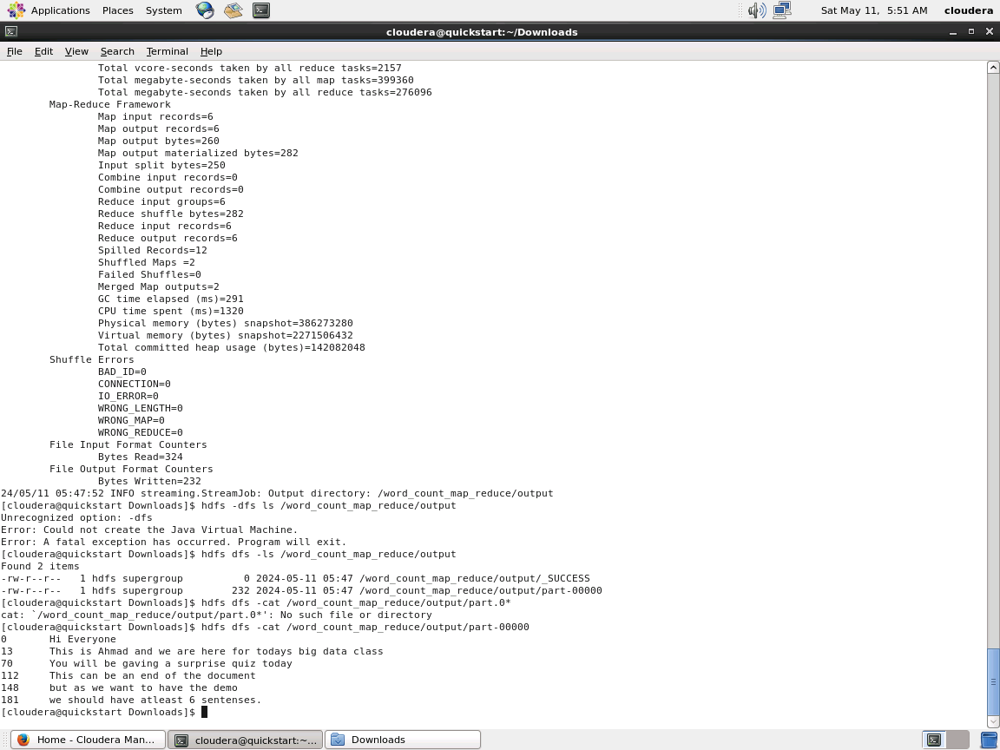 Applications Places System Sat May 11, 5:51 AM cloudera
cloudera@quickstart:~/Downloads
File Edit View Search Terminal Help
Total vcore-seconds taken by all reduce tasks=2157
Total megabyte-seconds taken by all map tasks=399360
Total megabyte-seconds taken by all reduce tasks=276096
Map-Reduce Framework
Map input records=6
Map output records=6
Map output bytes=260
Map output materialized bytes=282
Input split bytes=250
Combine input records=0
Combine output records=0
Reduce input groups=6
Reduce shuffle bytes=282
Reduce input records=6
Reduce output records=6
Spilled Records=12
Shuffled Maps =2
Failed Shuffles=0
Merged Map outputs=2
GC time elapsed (ms)=291
CPU time spent (ms)=1320
Physical memory (bytes) snapshot=386273280
Virtual memory (bytes) snapshot=2271506432
Total committed heap usage (bytes)=142082048
Shuffle Errors
BAD_ID=0
CONNECTION=0
IO_ERROR=0
WRONG_LENGTH=0
WRONG_MAP=0
WRONG_REDUCE=0
File Input Format Counters
Bytes Read=324
File Output Format Counters
Bytes Written=232
24/05/11 05:47:52 INFO streaming.StreamJob: Output directory: /word_count_map_reduce/output
[cloudera@quickstart Downloads]$ hdfs -dfs ls /word_count_map_reduce/output
Unrecognized option: -dfs
Error: Could not create the Java Virtual Machine.
Error: A fatal exception has occurred. Program will exit.
[cloudera@quickstart Downloads]$ hdfs dfs -ls /word_count_map_reduce/output
Found 2 items
-rw-r--r-- 1 hdfs supergroup 0 2024-05-11 05:47 /word_count_map_reduce/output/_SUCCESS
-rw-r--r-- 1 hdfs supergroup 232 2024-05-11 05:47 /word_count_map_reduce/output/part-00000
[cloudera@quickstart Downloads]$ hdfs dfs -cat /word_count_map_reduce/output/part.0*
cat: `/word_count_map_reduce/output/part.0*': No such file or directory
[cloudera@quickstart Downloads]$ hdfs dfs -cat /word_count_map_reduce/output/part-00000
0 Hi Everyone
13 This is Ahmad and we are here for todays big data class
70 You will be gaving a surprise quiz today
112 This can be an end of the document
148 but as we want to have the demo
181 we should have atleast 6 sentenses.
[cloudera@quickstart Downloads]$
Home - Cloudera Man... cloudera@quickstart:~... Downloads